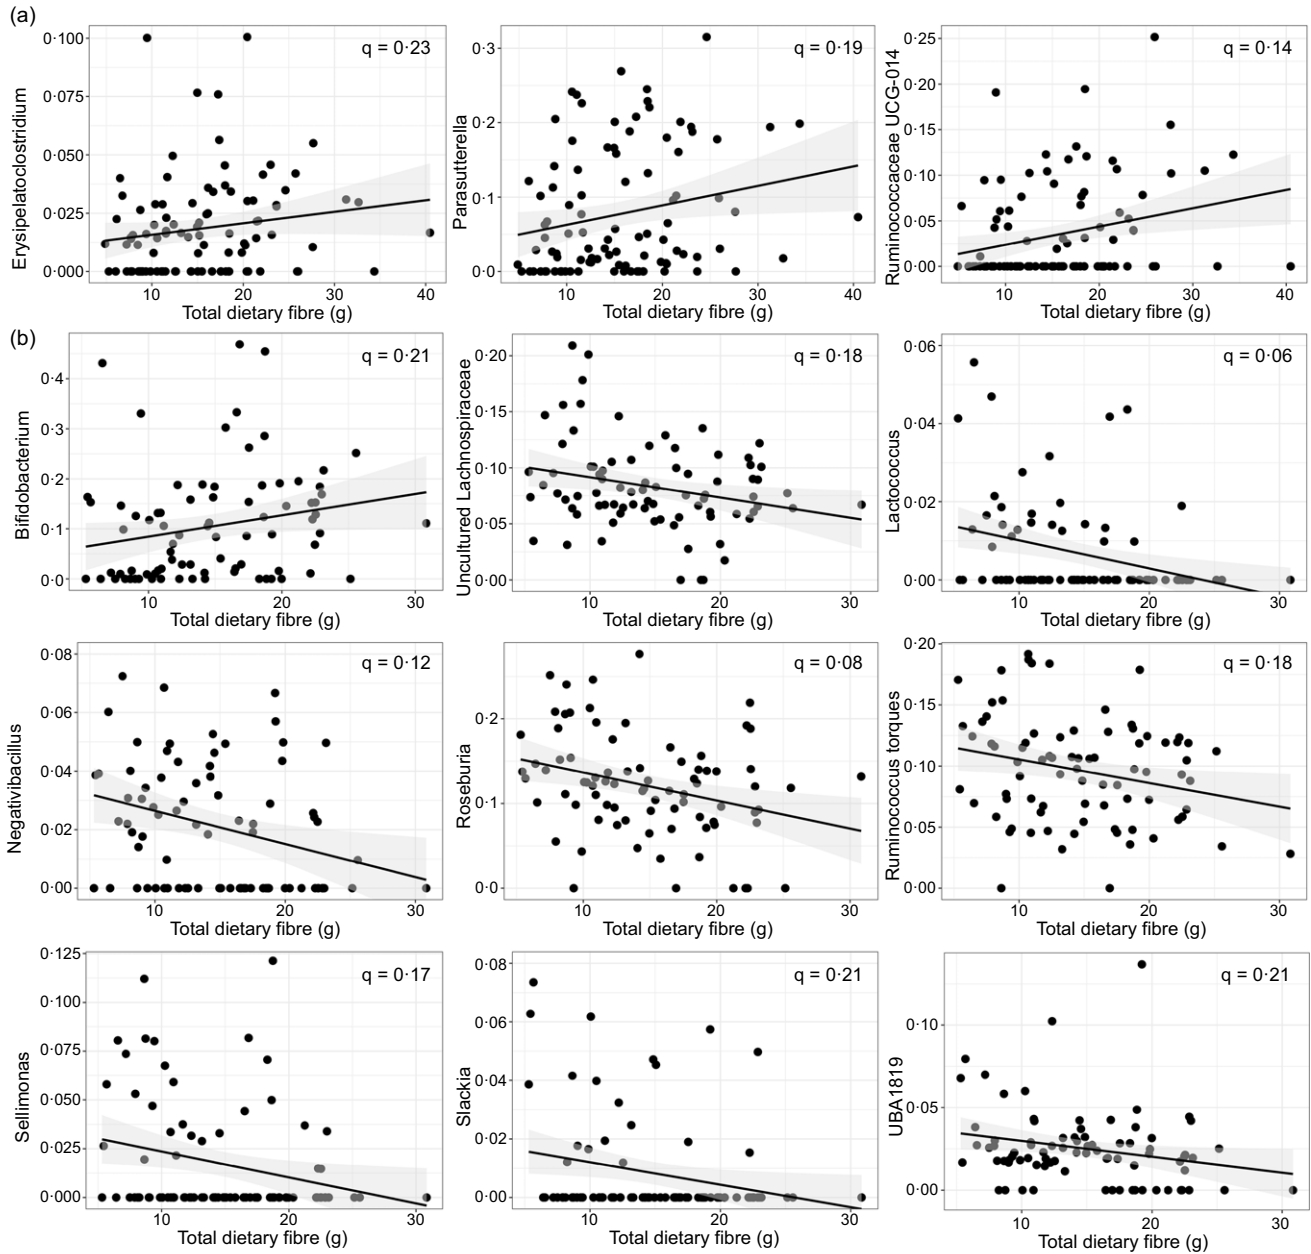 (a)
Erysipelatoclostridium
0·100
0·075
0·050
0·025
0·000
q = 0·23
10 20 30 40
Total dietary fibre (g)
Parasutterella
0·3
0·2
0·1
0·0
q = 0·19
10 20 30 40
Total dietary fibre (g)
Ruminococcaceae UCG-014
0·25
0·20
0·15
0·10
0·05
0·00
q = 0·14
10 20 30 40
Total dietary fibre (g)
(b)
Bifidobacterium
0·4
0·3
0·2
0·1
0·0
q = 0·21
10 20 30
Total dietary fibre (g)
Uncultured Lachnospiraceae
0·20
0·15
0·10
0·05
0·00
q = 0·18
10 20 30
Total dietary fibre (g)
Lactococcus
0·06
0·04
0·02
0·00
q = 0·06
10 20 30
Total dietary fibre (g)
Negativibacillus
0·08
0·06
0·04
0·02
0·00
q = 0·12
10 20 30
Total dietary fibre (g)
Roseburia
0·2
0·1
0·0
q = 0·08
10 20 30
Total dietary fibre (g)
Ruminococcus torques
0·20
0·15
0·10
0·05
0·00
q = 0·18
10 20 30
Total dietary fibre (g)
Sellimonas
0·125
0·100
0·075
0·050
0·025
0·000
q = 0·17
10 20 30
Total dietary fibre (g)
Slackia
0·08
0·06
0·04
0·02
0·00
q = 0·21
10 20 30
Total dietary fibre (g)
UBA1819
0·10
0·05
0·00
q = 0·21
10 20 30
Total dietary fibre (g)